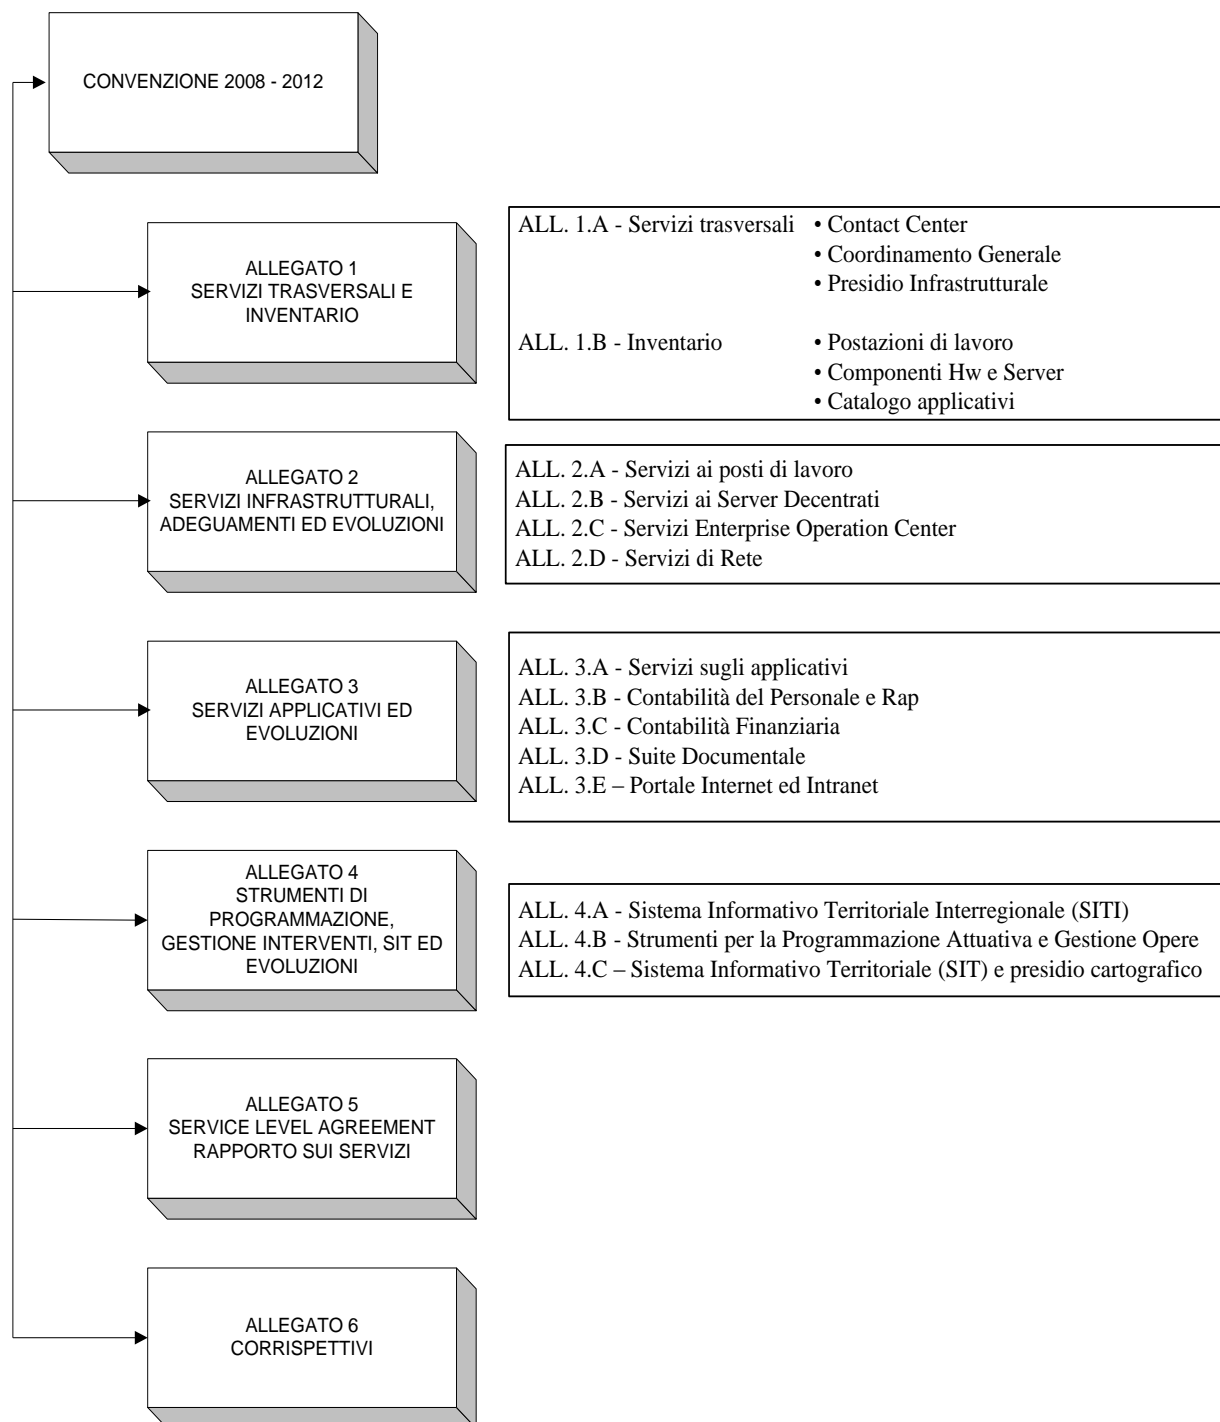 CONVENZIONE 2008 - 2012
ALLEGATO 1
SERVIZI TRASVERSALI E
INVENTARIO
ALL. 1.A - Servizi trasversali • Contact Center
• Coordinamento Generale
• Presidio Infrastrutturale
ALL. 1.B - Inventario • Postazioni di lavoro
• Componenti Hw e Server
• Catalogo applicativi
ALLEGATO 2
SERVIZI INFRASTRUTTURALI,
ADEGUAMENTI ED EVOLUZIONI
ALL. 2.A - Servizi ai posti di lavoro
ALL. 2.B - Servizi ai Server Decentrati
ALL. 2.C - Servizi Enterprise Operation Center
ALL. 2.D - Servizi di Rete
ALLEGATO 3
SERVIZI APPLICATIVI ED
EVOLUZIONI
ALL. 3.A - Servizi sugli applicativi
ALL. 3.B - Contabilità del Personale e Rap
ALL. 3.C - Contabilità Finanziaria
ALL. 3.D - Suite Documentale
ALL. 3.E – Portale Internet ed Intranet
ALLEGATO 4
STRUMENTI DI
PROGRAMMAZIONE,
GESTIONE INTERVENTI, SIT ED
EVOLUZIONI
ALL. 4.A - Sistema Informativo Territoriale Interregionale (SITI)
ALL. 4.B - Strumenti per la Programmazione Attuativa e Gestione Opere
ALL. 4.C – Sistema Informativo Territoriale (SIT) e presidio cartografico
ALLEGATO 5
SERVICE LEVEL AGREEMENT
RAPPORTO SUI SERVIZI
ALLEGATO 6
CORRISPETTIVI